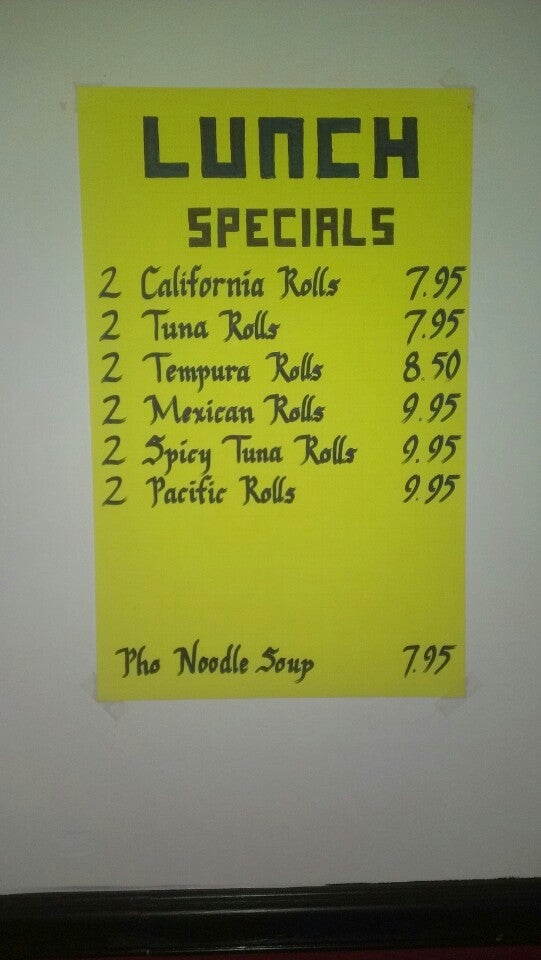 LUNCH
SPECIALS
2 California Rolls 7.95
2 Tuna Rolls 7.95
2 Tempura Rolls 8.50
2 Mexican Rolls 9.95
2 Spicy Tuna Rolls 9.95
2 Pacific Rolls 9.95
Pho Noodle Soup 7.95